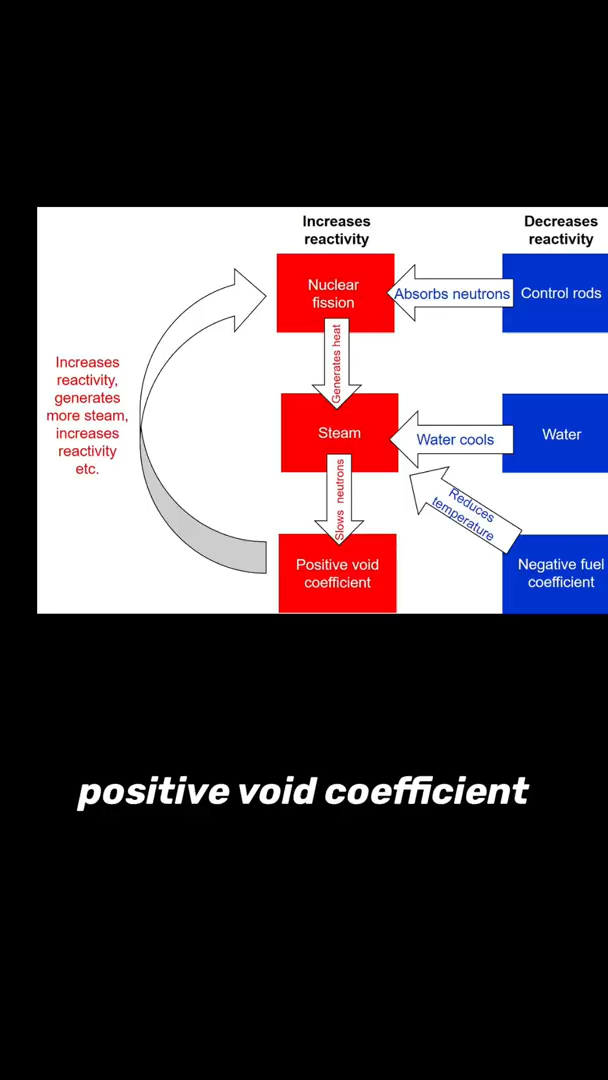 Increases
reactivity
Decreases
reactivity
Nuclear
fission
Absorbs neutrons
Control rods
Generates heat
Increases
reactivity,
generates
more steam,
increases
reactivity
etc.
Steam
Water cools
Water
Slows neutrons
Reduces
temperature
Positive void
coefficient
Negative fuel
coefficient
positive void coefficient